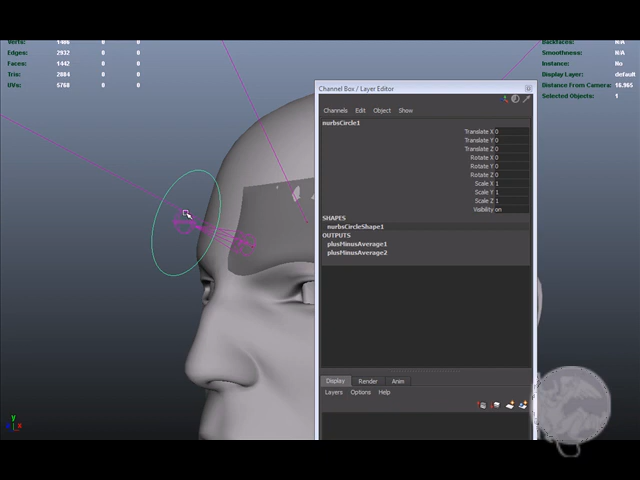 Verts: 1486 0 0
Edges: 2932 0 0
Faces: 1442 0 0
Tris: 2884 0 0
UVs: 5768 0 0
Backfaces: N/A
Smoothness: N/A
Instance: No
Display Layer: default
Distance From Camera: 16.965
Selected Objects: 1
Channel Box / Layer Editor
Channels Edit Object Show
nurbsCircle1
Translate X 0
Translate Y 0
Translate Z 0
Rotate X 0
Rotate Y 0
Rotate Z 0
Scale X 1
Scale Y 1
Scale Z 1
Visibility on
SHAPES
nurbsCircleShape1
OUTPUTS
plusMinusAverage1
plusMinusAverage2
Display Render Anim
Layers Options Help
y
x